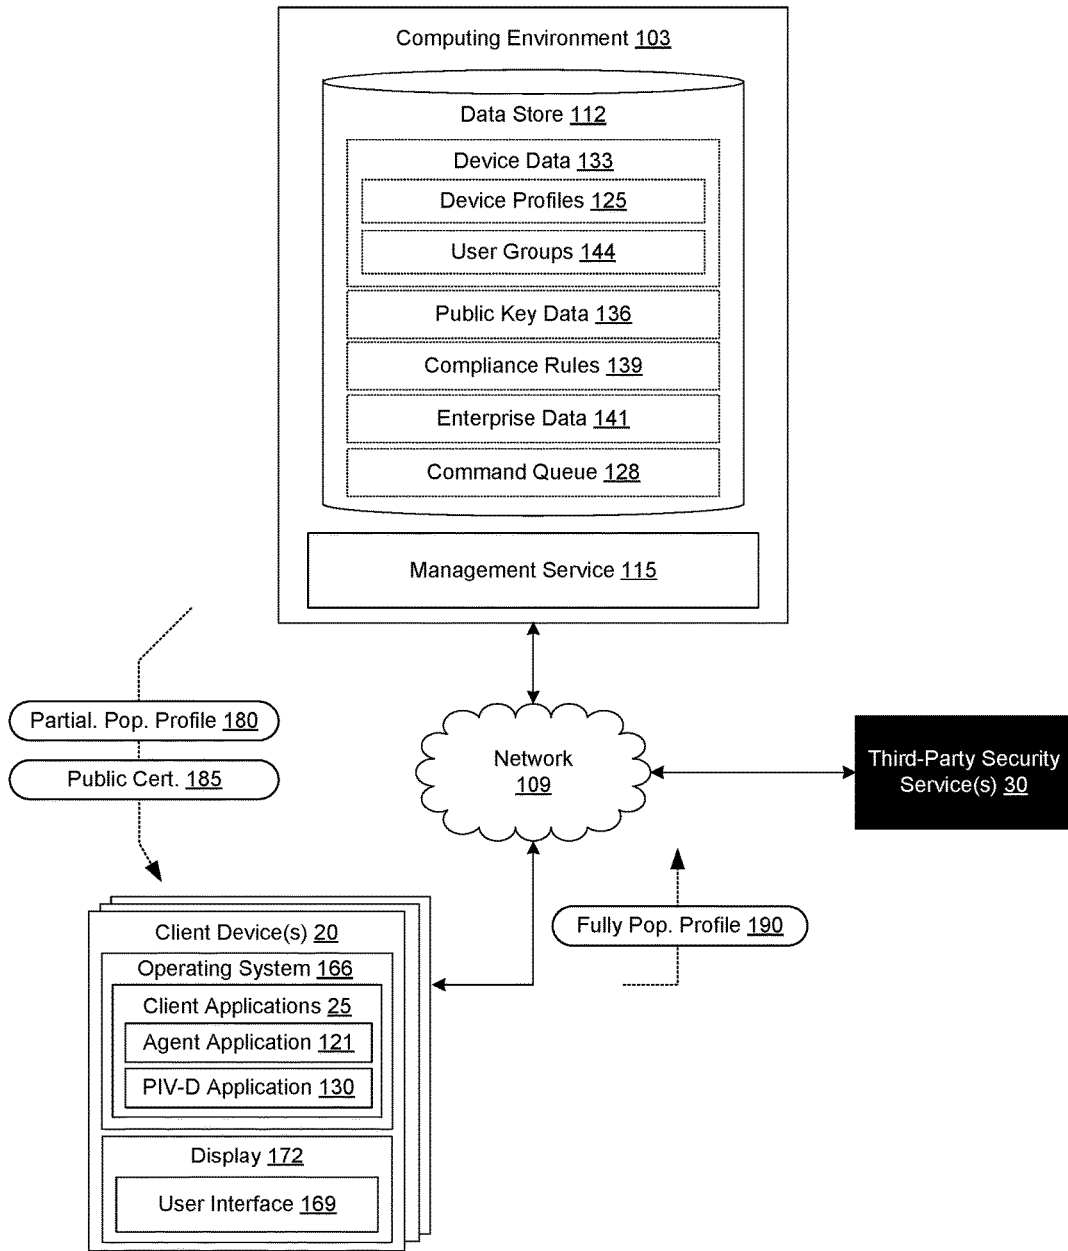 Computing Environment 103
Data Store 112
Device Data 133
Device Profiles 125
User Groups 144
Public Key Data 136
Compliance Rules 139
Enterprise Data 141
Command Queue 128
Management Service 115
Partial. Pop. Profile 180
Public Cert. 185
Network
109
Third-Party Security
Service(s) 30
Fully Pop. Profile 190
Client Device(s) 20
Operating System 166
Client Applications 25
Agent Application 121
PIV-D Application 130
Display 172
User Interface 169